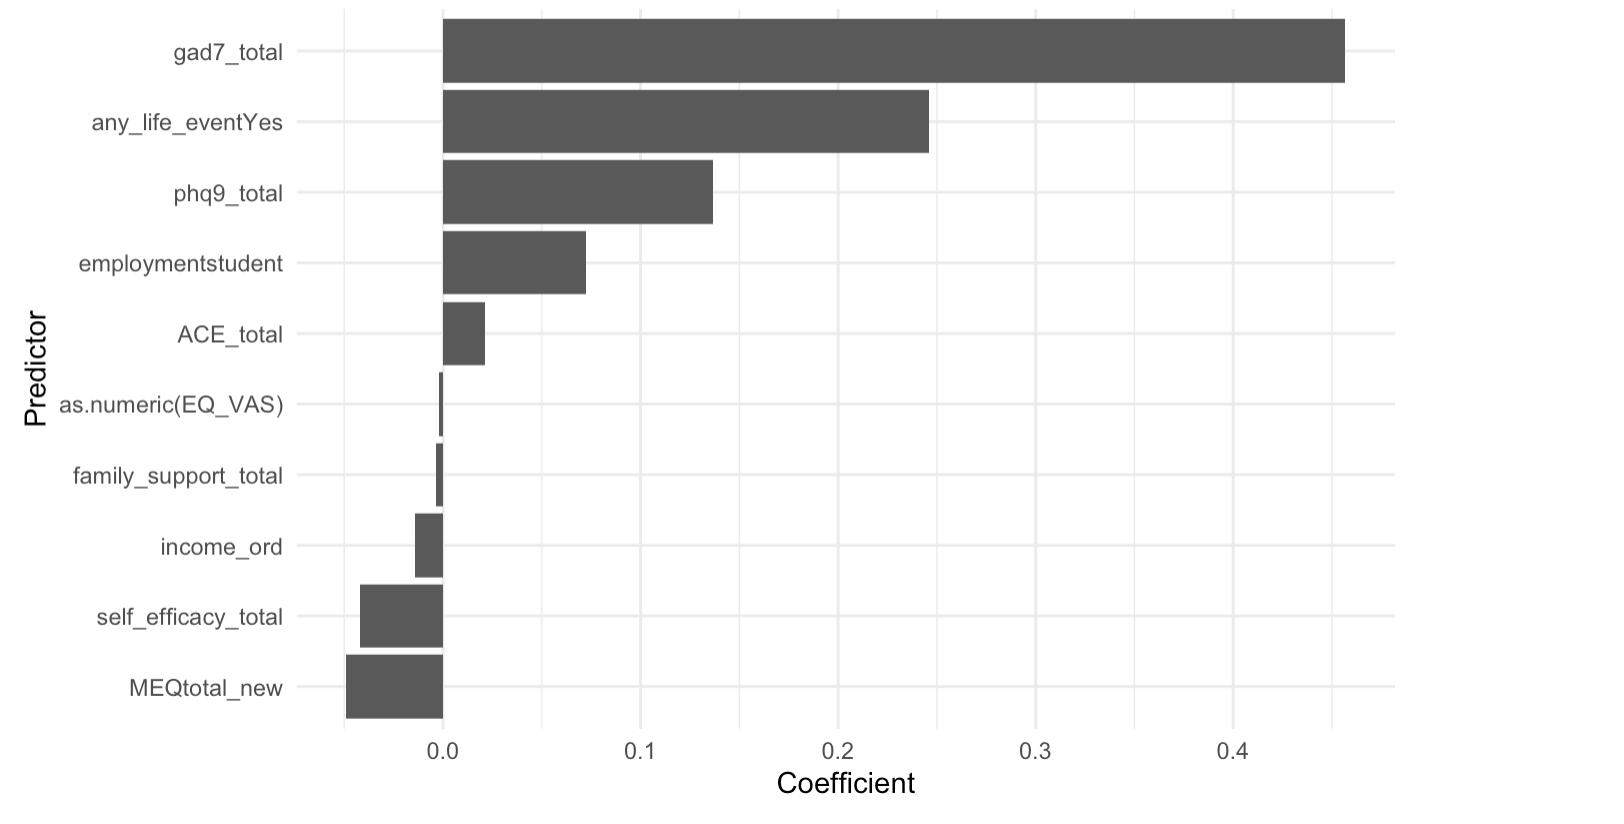 gad7_total
any_life_eventYes
phq9_total
employmentstudent
ACE_total
as.numeric(EQ_VAS)
family_support_total
income_ord
self_efficacy_total
MEQtotal_new
Predictor
0.0 0.1 0.2 0.3 0.4
Coefficient